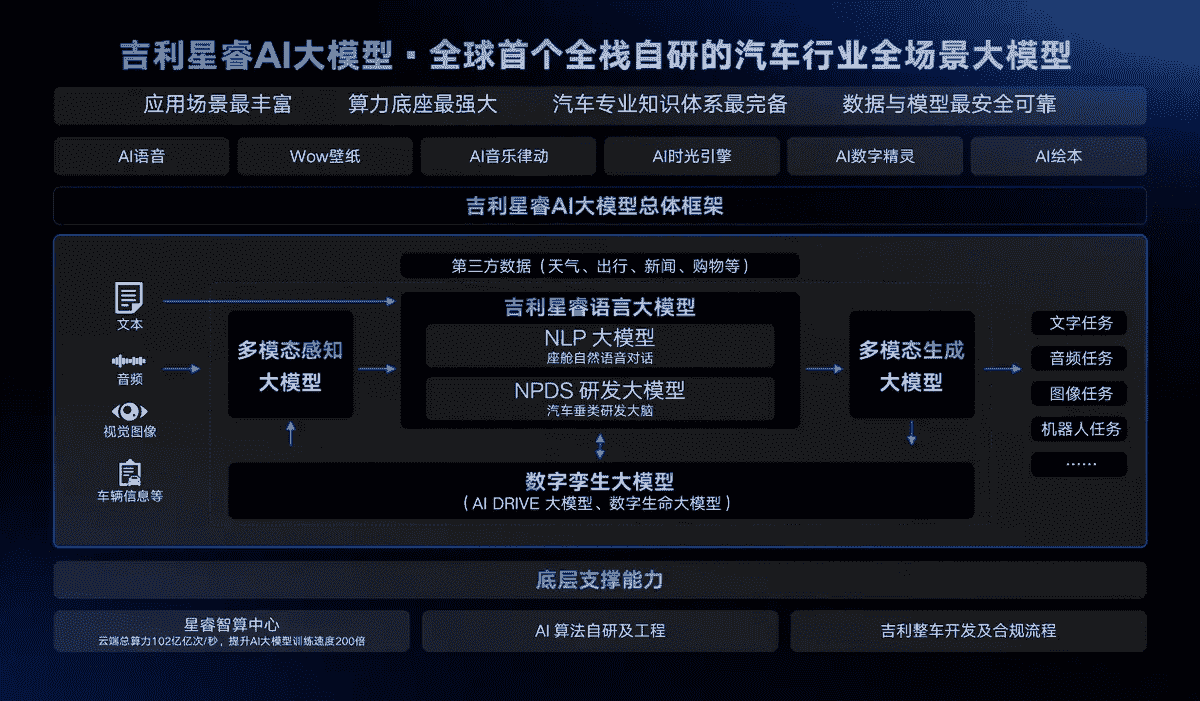 吉利星睿AI大模型·全球首个全栈自研的汽车行业全场景大模型
应用场景最丰富 算力底座最强大 汽车专业知识体系最完备 数据与模型最安全可靠
AI语音 Wow壁纸 AI音乐律动 AI时光引擎 AI数字精灵 AI绘本
吉利星睿AI大模型总体框架
第三方数据（天气、出行、新闻、购物等）
文本
音频
视觉图像
车辆信息等
多模态感知
大模型
吉利星睿语言大模型
NLP 大模型
座舱自然语音对话
NPDS 研发大模型
汽车垂类研发大脑
多模态生成
大模型
文字任务
音频任务
图像任务
机器人任务
……
数字孪生大模型
（AI DRIVE 大模型、数字生命大模型）
底层支撑能力
星睿智算中心
云端总算力102亿亿次/秒，提升AI大模型训练速度200倍
AI 算法自研及工程
吉利整车开发及合规流程